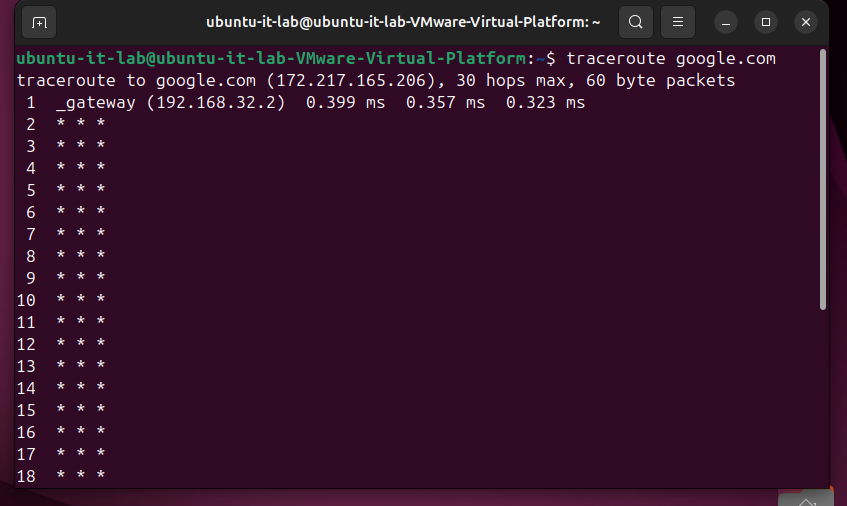 ubuntu-it-lab@ubuntu-it-lab-VMware-Virtual-Platform: ~
ubuntu-it-lab@ubuntu-it-lab-VMware-Virtual-Platform:~$ traceroute google.com
traceroute to google.com (172.217.165.206), 30 hops max, 60 byte packets
 1  _gateway (192.168.32.2)  0.399 ms  0.357 ms  0.323 ms
 2  * * *
 3  * * *
 4  * * *
 5  * * *
 6  * * *
 7  * * *
 8  * * *
 9  * * *
10  * * *
11  * * *
12  * * *
13  * * *
14  * * *
15  * * *
16  * * *
17  * * *
18  * * *